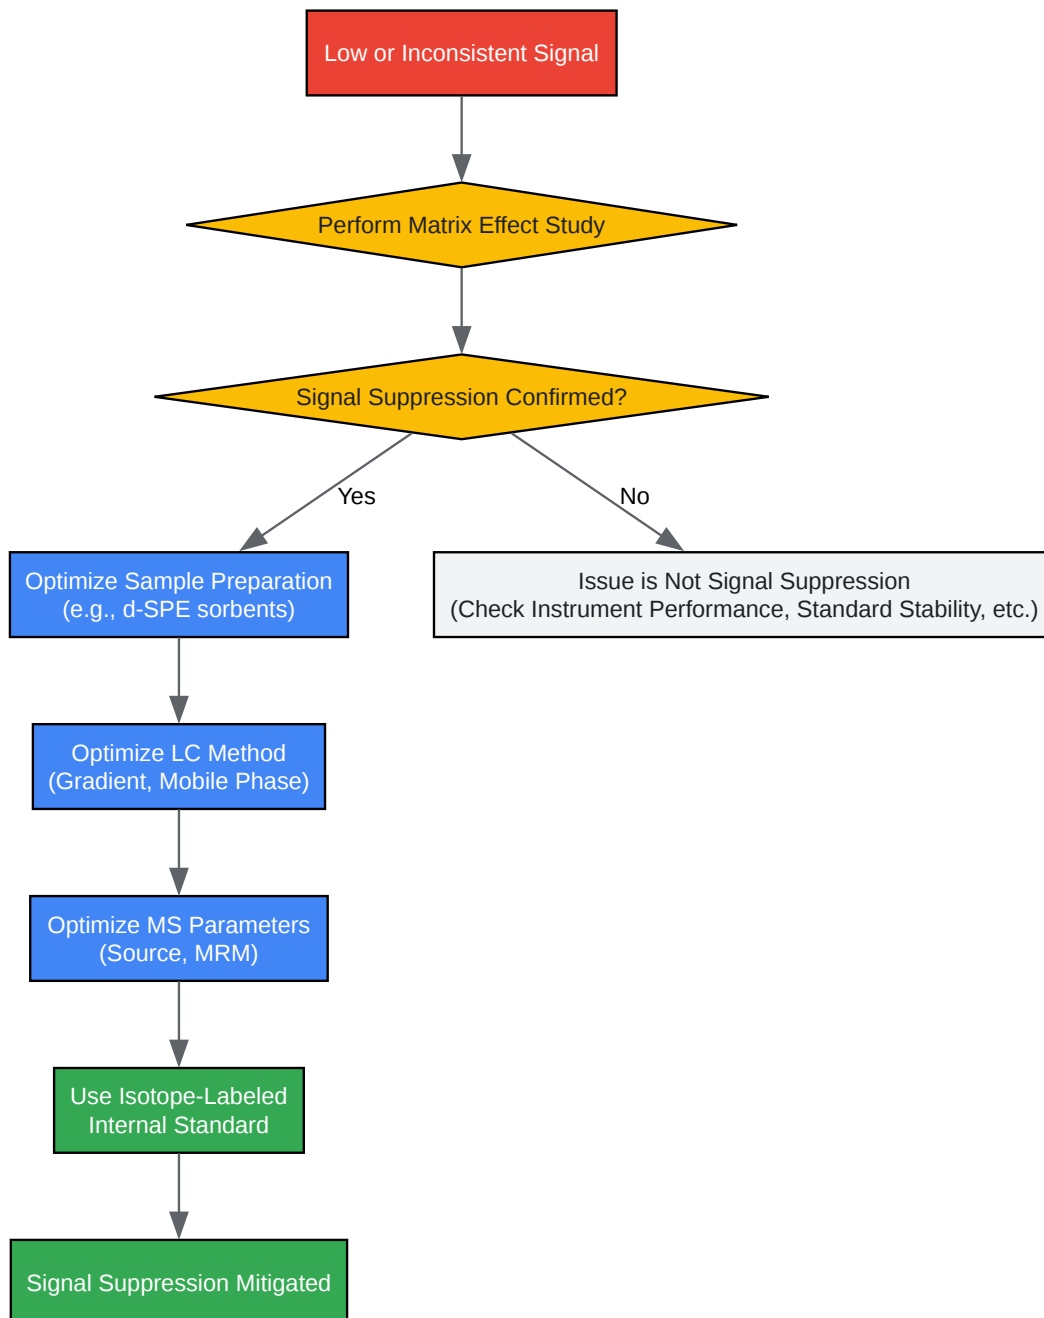 Low or Inconsistent Signal
Perform Matrix Effect Study
Signal Suppression Confirmed?
Yes
No
Optimize Sample Preparation
(e.g., d-SPE sorbents)
Issue is Not Signal Suppression
(Check Instrument Performance, Standard Stability, etc.)
Optimize LC Method
(Gradient, Mobile Phase)
Optimize MS Parameters
(Source, MRM)
Use Isotope-Labeled
Internal Standard
Signal Suppression Mitigated